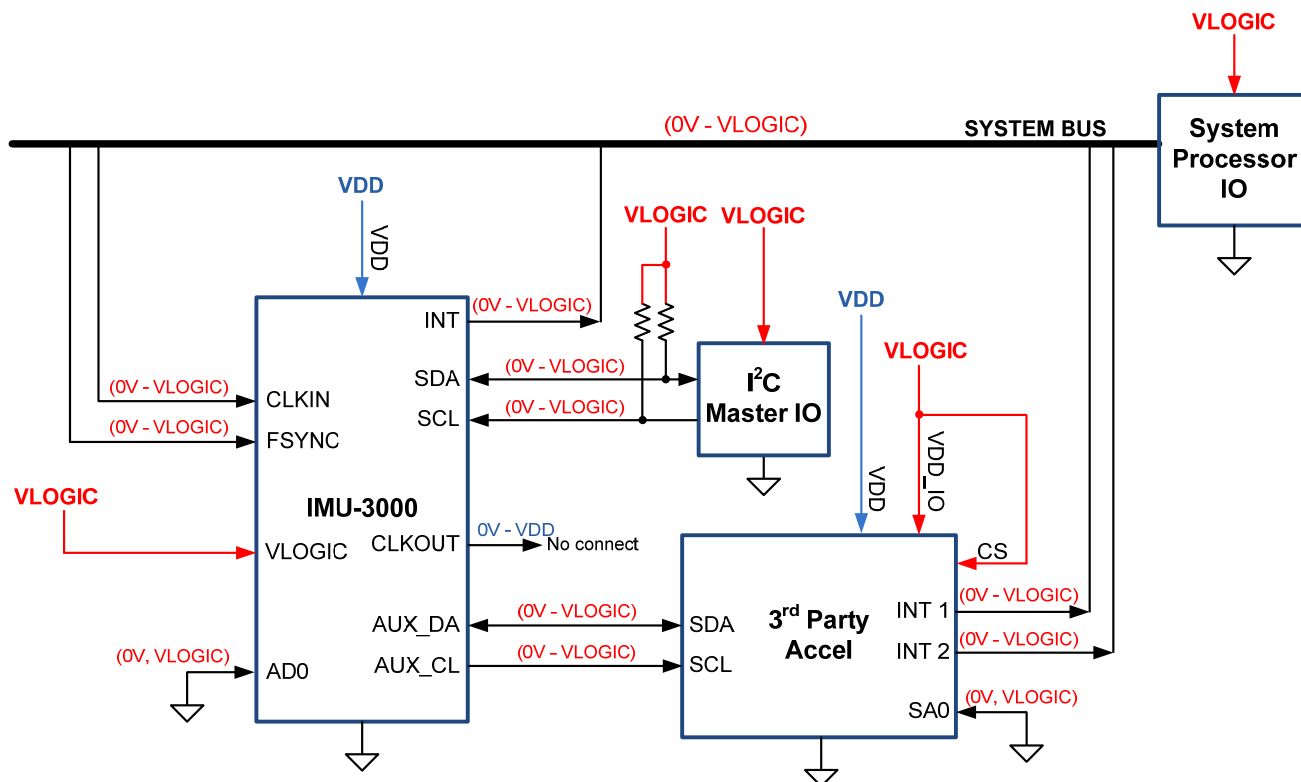 VLOGIC
(0V - VLOGIC)
SYSTEM BUS
System
Processor
IO
VDD
VDD
VLOGIC
VLOGIC
(0V - VLOGIC)
INT
VDD
VLOGIC
(0V - VLOGIC)
SDA
(0V - VLOGIC)
I²C
Master IO
(0V - VLOGIC)
CLKIN
SCL
(0V - VLOGIC)
(0V - VLOGIC)
FSYNC
VDD
VDD_IO
VLOGIC
IMU-3000
VLOGIC
CLKOUT
0V - VDD
No connect
CS
AUX_DA
(0V - VLOGIC)
SDA
3rd Party
Accel
INT 1
(0V - VLOGIC)
INT 2
(0V - VLOGIC)
(0V, VLOGIC)
AD0
AUX_CL
(0V - VLOGIC)
SCL
SA0
(0V, VLOGIC)